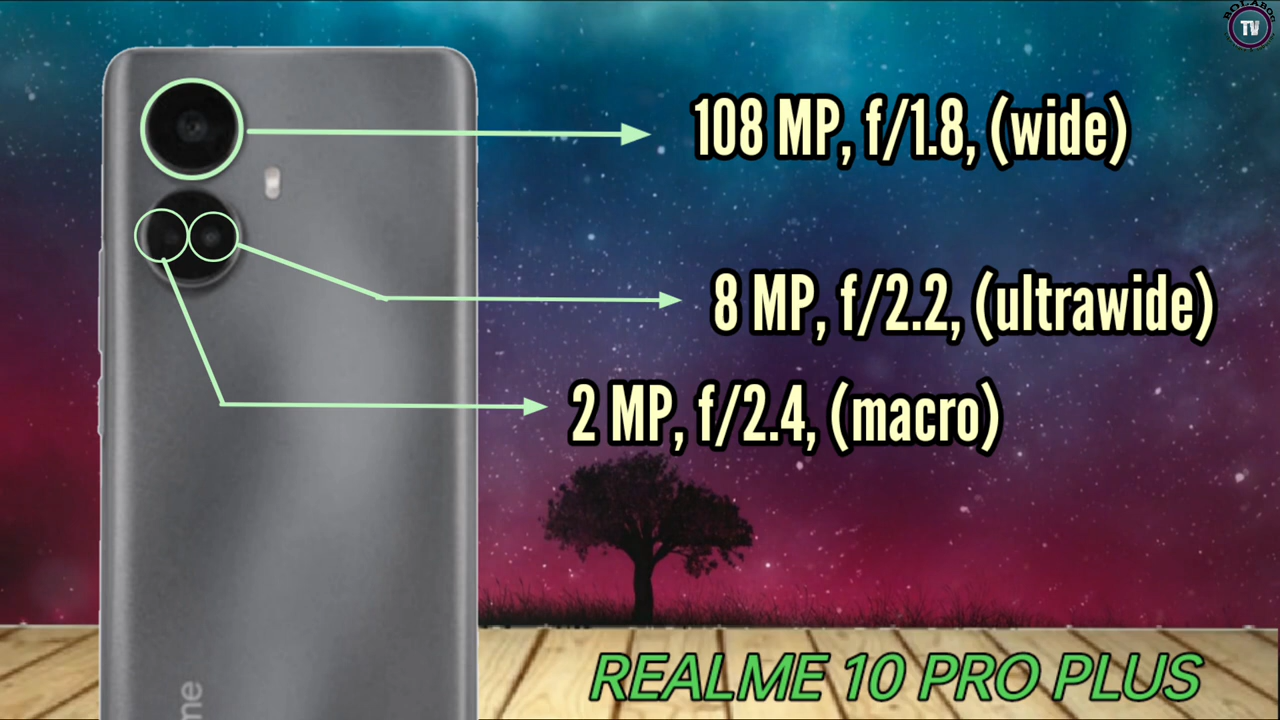 TV
108 MP, f/1.8, (wide)
8 MP, f/2.2, (ultrawide)
2 MP, f/2.4, (macro)
me
REALME 10 PRO PLUS